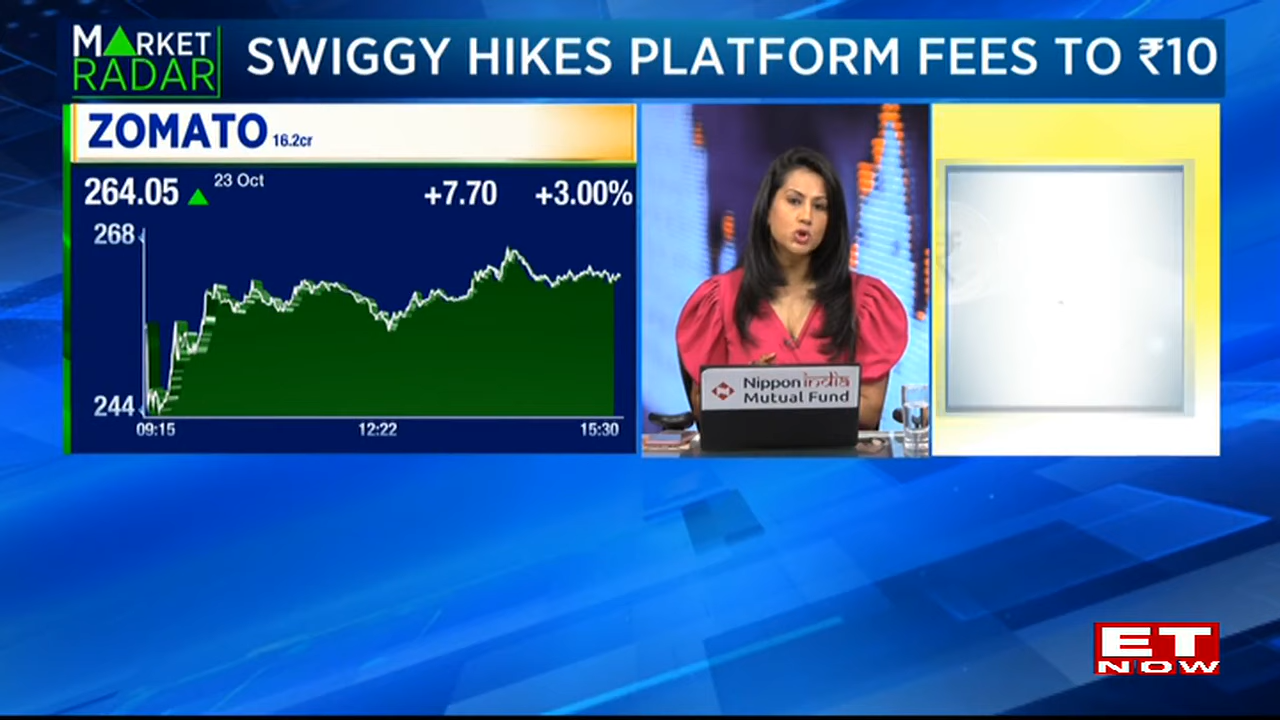 MARKET
RADAR
SWIGGY HIKES PLATFORM FEES TO ₹10
ZOMATO 16.2cr
264.05 23 Oct +7.70 +3.00%
268
244
09:15 12:22 15:30
Nippon india
Mutual Fund
ET
NOW